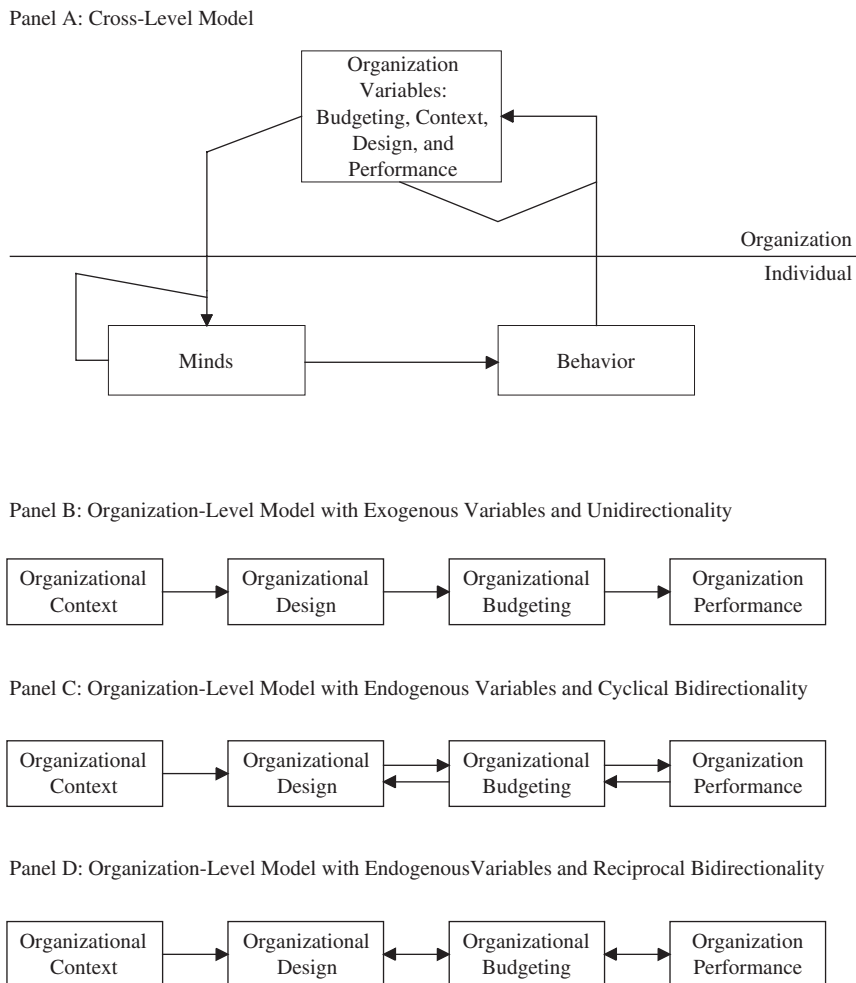 Panel A: Cross-Level Model
Organization
Variables:
Budgeting, Context,
Design, and
Performance
Organization
Individual
Minds
Behavior
Panel B: Organization-Level Model with Exogenous Variables and Unidirectionality
Organizational
Context
Organizational
Design
Organizational
Budgeting
Organization
Performance
Panel C: Organization-Level Model with Endogenous Variables and Cyclical Bidirectionality
Organizational
Context
Organizational
Design
Organizational
Budgeting
Organization
Performance
Panel D: Organization-Level Model with EndogenousVariables and Reciprocal Bidirectionality
Organizational
Context
Organizational
Design
Organizational
Budgeting
Organization
Performance